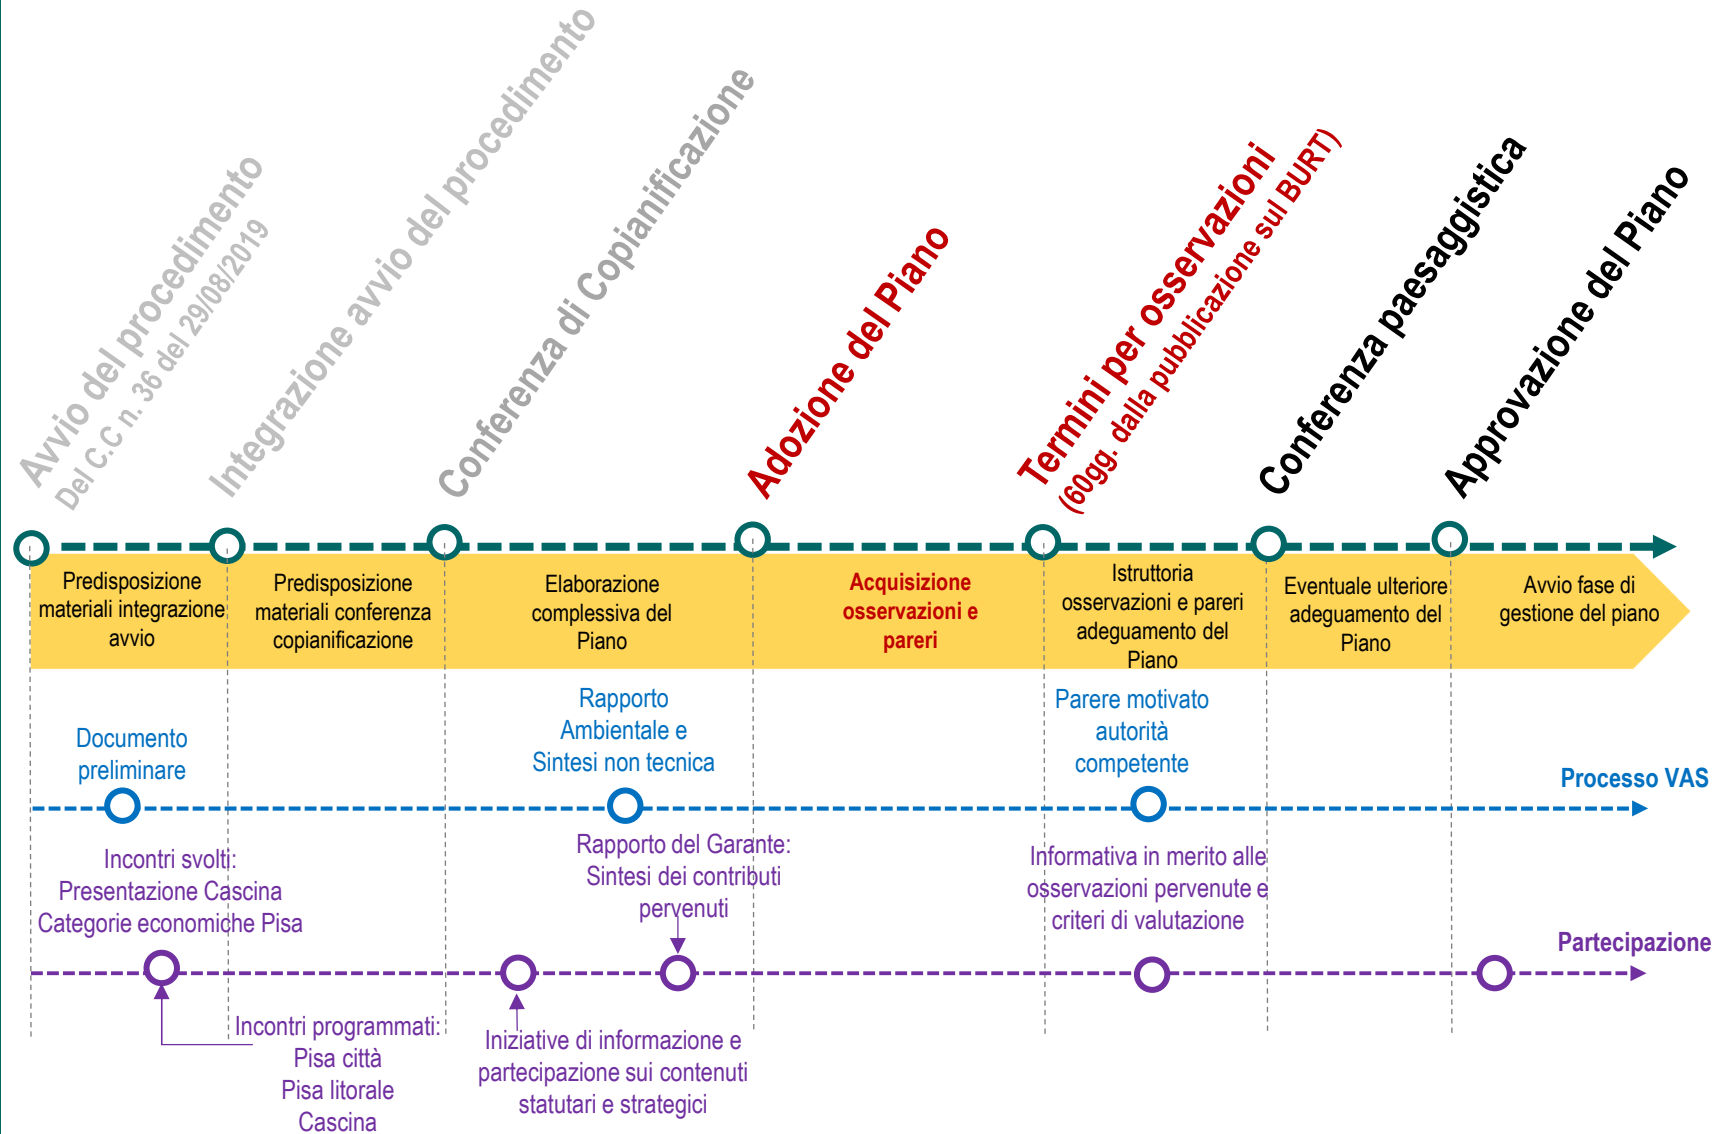 Avvio del procedimento
Del C.C n. 36 del 29/08/2019
Integrazione avvio del procedimento
Conferenza di Copianificazione
Adozione del Piano
Termini per osservazioni
(60gg. dalla pubblicazione sul BURT)
Conferenza paesaggistica
Approvazione del Piano
Predisposizione
materiali integrazione
avvio
Predisposizione
materiali conferenza
copianificazione
Elaborazione
complessiva del
Piano
Acquisizione
osservazioni e
pareri
Istruttoria
osservazioni e pareri
adeguamento del
Piano
Eventuale ulteriore
adeguamento del
Piano
Avvio fase di
gestione del piano
Documento
preliminare
Rapporto
Ambientale e
Sintesi non tecnica
Parere motivato
autorità
competente
Processo VAS
Incontri svolti:
Presentazione Cascina
Categorie economiche Pisa
Rapporto del Garante:
Sintesi dei contributi
pervenuti
Informativa in merito alle
osservazioni pervenute e
criteri di valutazione
Partecipazione
Incontri programmati:
Pisa città
Pisa litorale
Cascina
Iniziative di informazione e
partecipazione sui contenuti
statutari e strategici